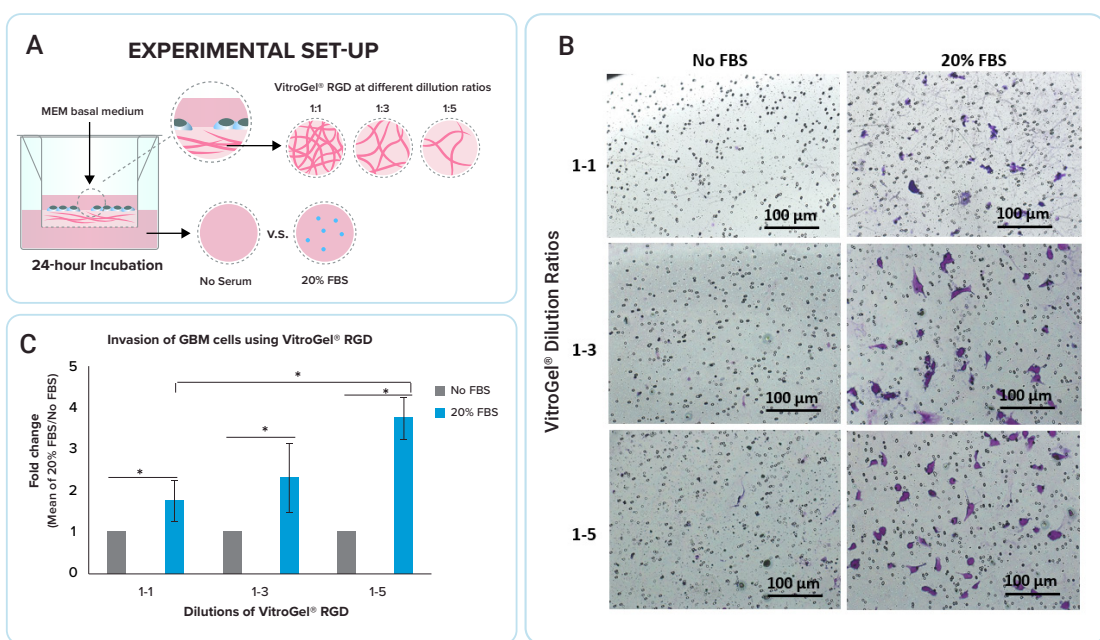 A
EXPERIMENTAL SET-UP
MEM basal medium
VitroGel® RGD at different dillution ratios
1:1
1:3
1:5
V.S.
24-hour Incubation
No Serum
20% FBS
B
No FBS
20% FBS
VitroGel® Dilution Ratios
1-1
100 µm
100 µm
1-3
100 µm
100 µm
1-5
100 µm
100 µm
C
Invasion of GBM cells using VitroGel® RGD
Fold change
(Mean of 20% FBS/No FBS)
5
4
3
2
1
0
*
*
*
*
No FBS
20% FBS
1-1
1-3
1-5
Dilutions of VitroGel® RGD